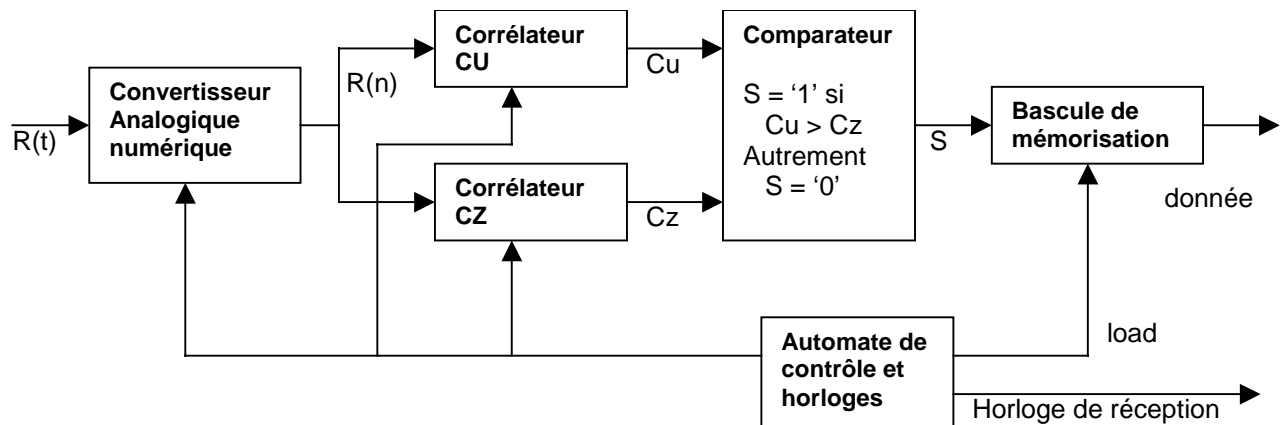 R(t)
Convertisseur
Analogique
numérique
R(n)
Corrélateur
CU
Cu
Corrélateur
CZ
Cz
Comparateur
S = ‘1’ si
Cu > Cz
Autrement
S = ‘0’
S
Bascule de
mémorisation
donnée
Automate de
contrôle et
horloges
load
Horloge de réception